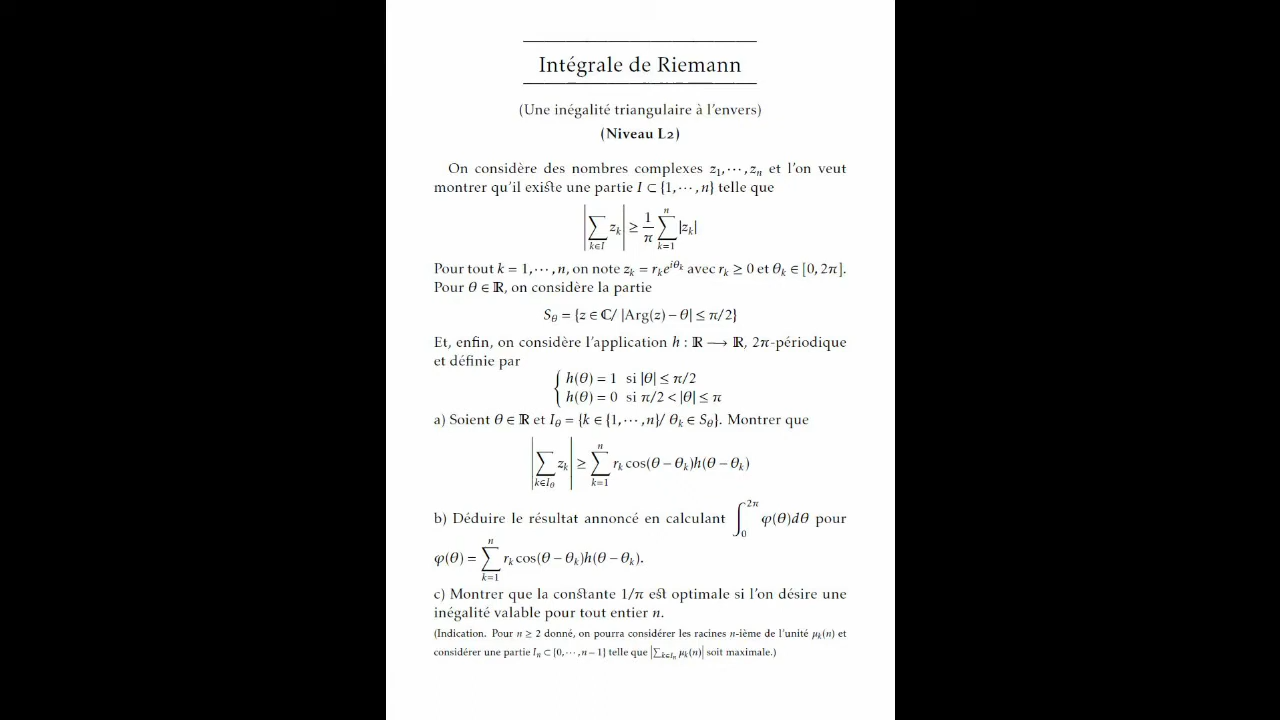 Intégrale de Riemann
(Une inégalité triangulaire à l'envers)
(Niveau L2)
On considère des nombres complexes z₁,⋯,zₙ et l'on veut
montrer qu'il existe une partie I ⊂ {1,⋯,n} telle que
|∑_{k∈I} z_k| ≥ 1/π ∑_{k=1}^{n} |z_k|
Pour tout k = 1,⋯,n, on note z_k = r_k e^{iθ_k} avec r_k ≥ 0 et θ_k ∈ [0,2π].
Pour θ ∈ ℝ, on considère la partie
S_θ = {z ∈ ℂ/ |Arg(z) − θ| ≤ π/2}
Et, enfin, on considère l'application h : ℝ ⟶ ℝ, 2π-périodique
et définie par
{ h(θ) = 1 si |θ| ≤ π/2
h(θ) = 0 si π/2 < |θ| ≤ π
a) Soient θ ∈ ℝ et I_θ = {k ∈ {1,⋯,n}/ θ_k ∈ S_θ}. Montrer que
|∑_{k∈I_θ} z_k| ≥ ∑_{k=1}^{n} r_k cos(θ − θ_k)h(θ − θ_k)
b) Déduire le résultat annoncé en calculant ∫_0^{2π} φ(θ)dθ pour
φ(θ) = ∑_{k=1}^{n} r_k cos(θ − θ_k)h(θ − θ_k).
c) Montrer que la constante 1/π est optimale si l'on désire une
inégalité valable pour tout entier n.
(Indication. Pour n ≥ 2 donné, on pourra considérer les racines n-ième de l'unité μ_k(n) et
considérer une partie I_n ⊂ {0,⋯,n−1} telle que |∑_{k∈I_n} μ_k(n)| soit maximale.)